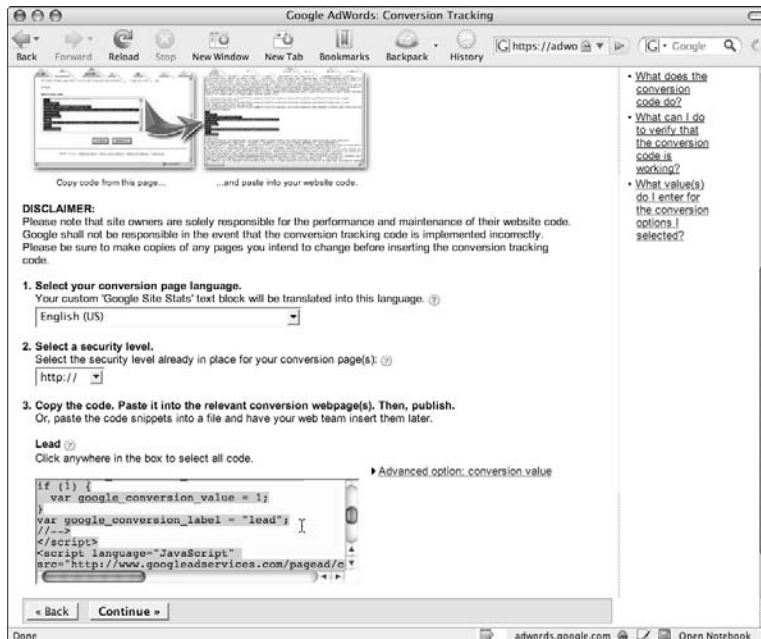 Google AdWords: Conversion Tracking
Back Forward Reload Stop New Window New Tab Bookmarks Backpack History https://adwo G Google
Copy code from this page...
...and paste into your website code.
DISCLAIMER:
Please note that site owners are solely responsible for the performance and maintenance of their website code.
Google shall not be responsible in the event that the conversion tracking code is implemented incorrectly.
Please be sure to make copies of any pages you intend to change before inserting the conversion tracking
code.
1. Select your conversion page language.
Your custom 'Google Site Stats' text block will be translated into this language. (?)
English (US)
2. Select a security level.
Select the security level already in place for your conversion page(s): (?)
http://
3. Copy the code. Paste it into the relevant conversion webpage(s). Then, publish.
Or, paste the code snippets into a file and have your web team insert them later.
Lead (?)
Click anywhere in the box to select all code.
if (1) {
var google_conversion_value = 1;
}
var google_conversion_label = "lead";
//-->
</script>
<script language="JavaScript"
src="http://www.googleadservices.com/pagead/c
Advanced option: conversion value
« Back
Continue »
• What does the
conversion
code do?
• What can I do
to verify that
the conversion
code is
working?
• What value(s)
do I enter for
the conversion
options I
selected?
Done
adwords.google.com
Open Notebook